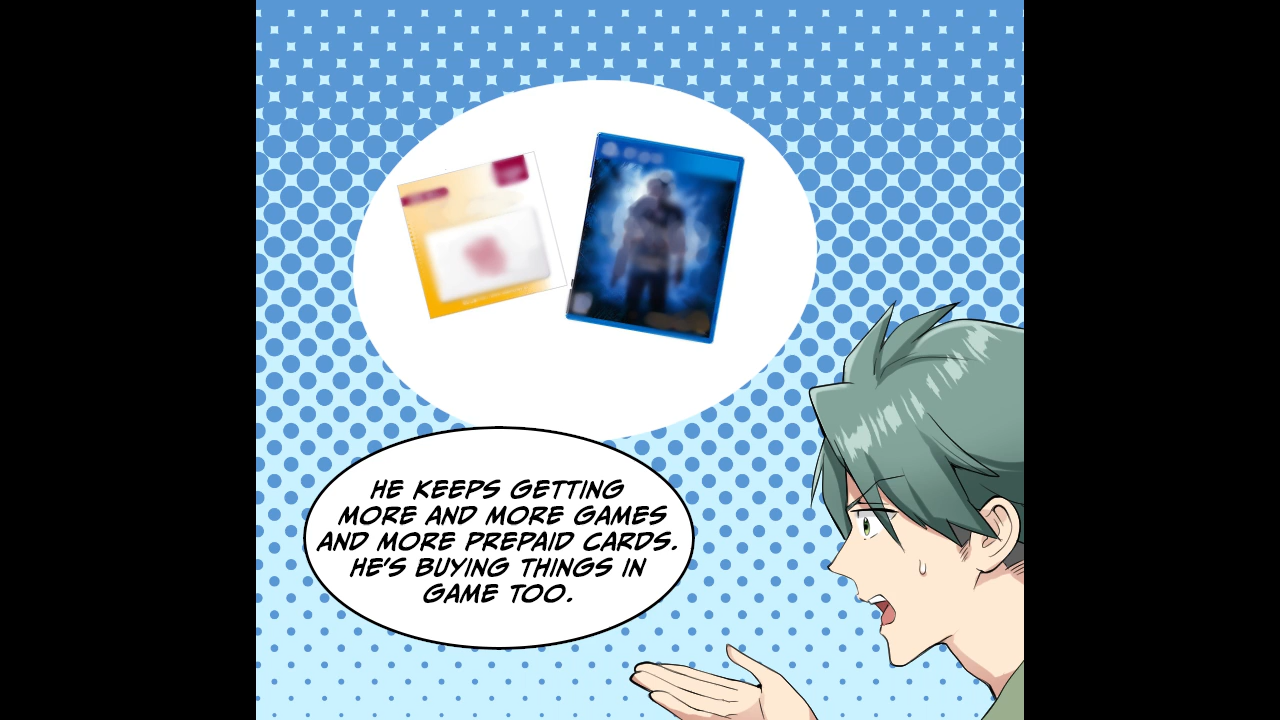 HE KEEPS GETTING
MORE AND MORE GAMES
AND MORE PREPAID CARDS.
HE'S BUYING THINGS IN
GAME TOO.